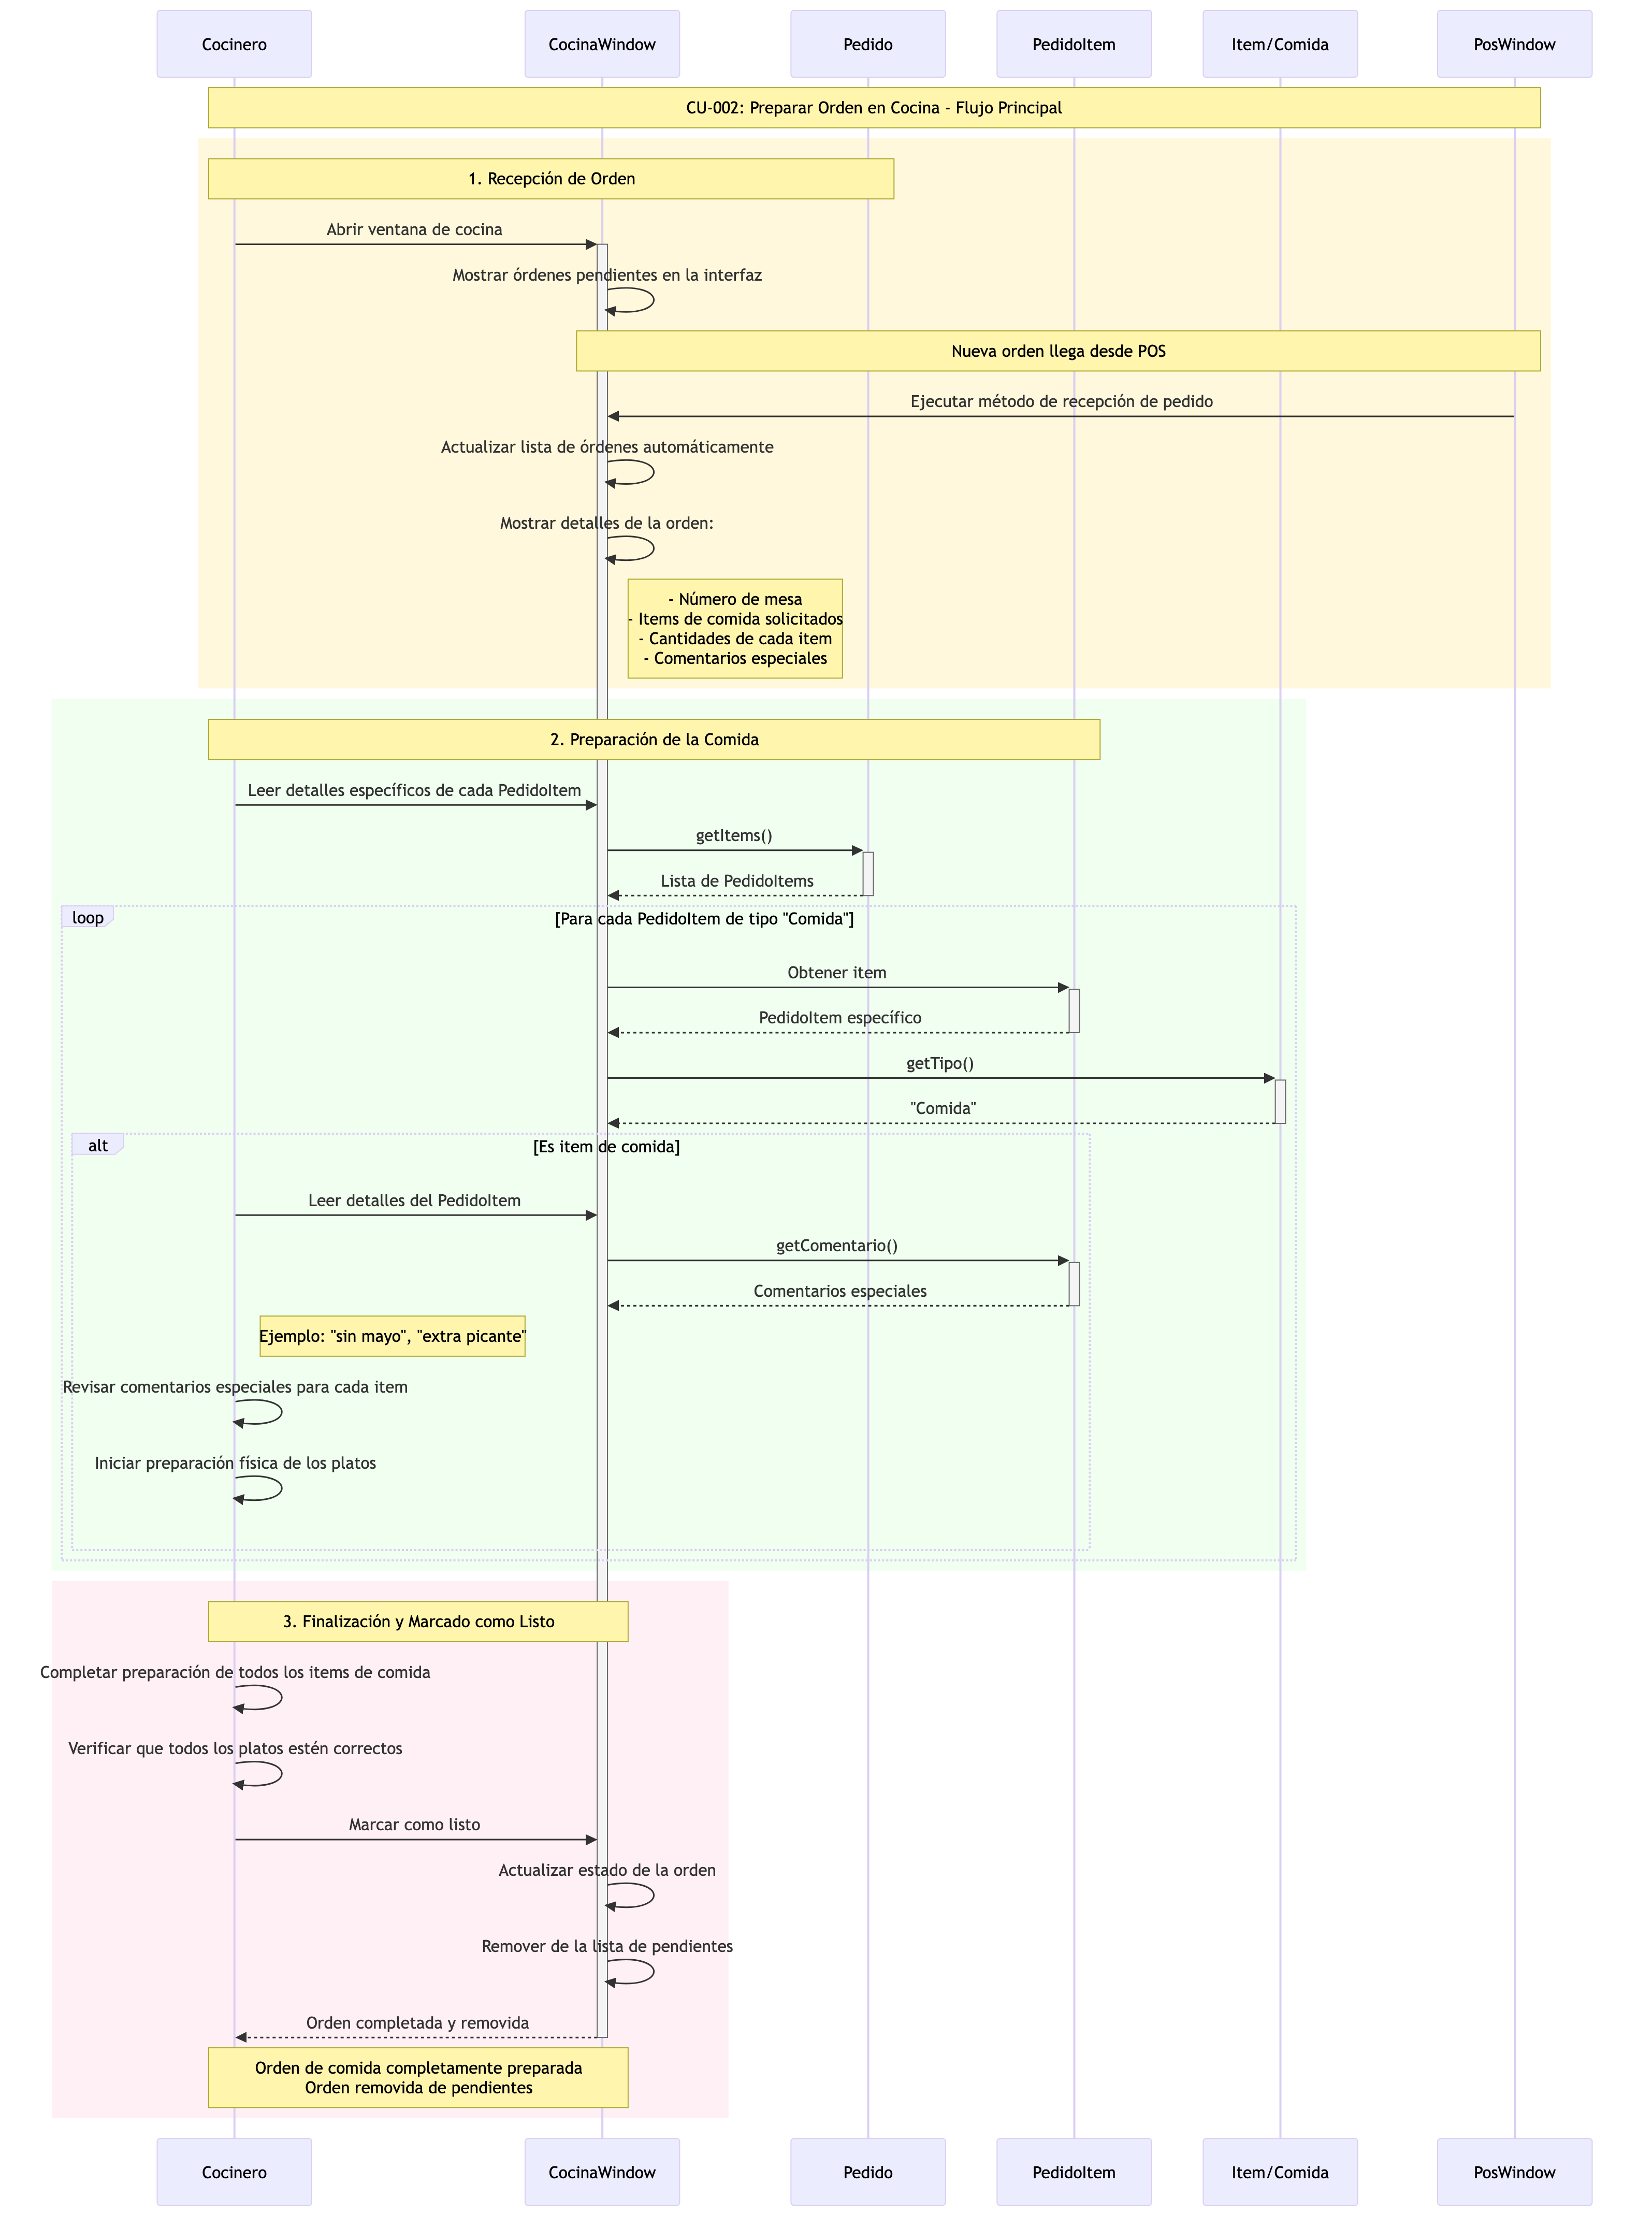 Cocinero
CocinaWindow
Pedido
PedidoItem
Item/Comida
PosWindow
CU-002: Preparar Orden en Cocina - Flujo Principal
1. Recepción de Orden
Abrir ventana de cocina
Mostrar órdenes pendientes en la interfaz
Nueva orden llega desde POS
Ejecutar método de recepción de pedido
Actualizar lista de órdenes automáticamente
Mostrar detalles de la orden:
- Número de mesa
- Items de comida solicitados
- Cantidades de cada item
- Comentarios especiales
2. Preparación de la Comida
Leer detalles específicos de cada PedidoItem
getItems()
Lista de PedidoItems
loop
[Para cada PedidoItem de tipo "Comida"]
Obtener item
PedidoItem específico
getTipo()
"Comida"
alt
[Es item de comida]
Leer detalles del PedidoItem
getComentario()
Comentarios especiales
Ejemplo: "sin mayo", "extra picante"
Revisar comentarios especiales para cada item
Iniciar preparación física de los platos
3. Finalización y Marcado como Listo
Completar preparación de todos los items de comida
Verificar que todos los platos estén correctos
Marcar como listo
Actualizar estado de la orden
Remover de la lista de pendientes
Orden completada y removida
Orden de comida completamente preparada
Orden removida de pendientes
Cocinero
CocinaWindow
Pedido
PedidoItem
Item/Comida
PosWindow